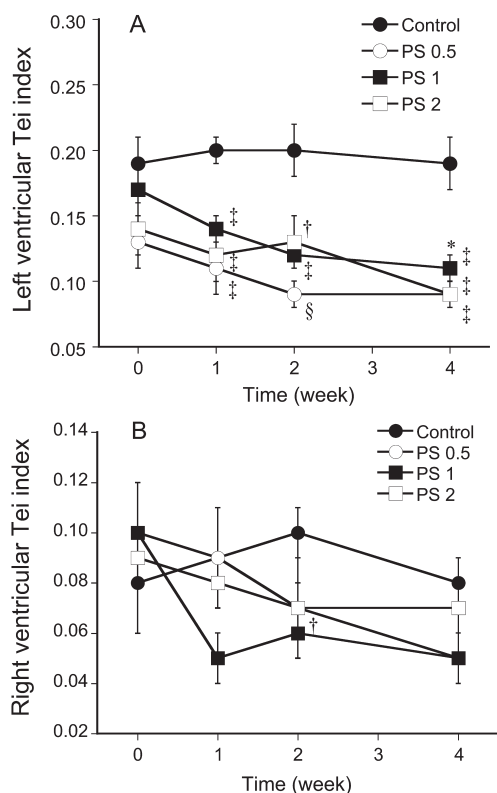 A
Control
PS 0.5
PS 1
PS 2
Left ventricular Tei index
0.30
0.25
0.20
0.15
0.10
0.05
‡
‡
‡
†
‡
§
*
‡
‡
‡
0 1 2 3 4
Time (week)
B
Control
PS 0.5
PS 1
PS 2
Right ventricular Tei index
0.14
0.12
0.10
0.08
0.06
0.04
0.02
†
0 1 2 3 4
Time (week)